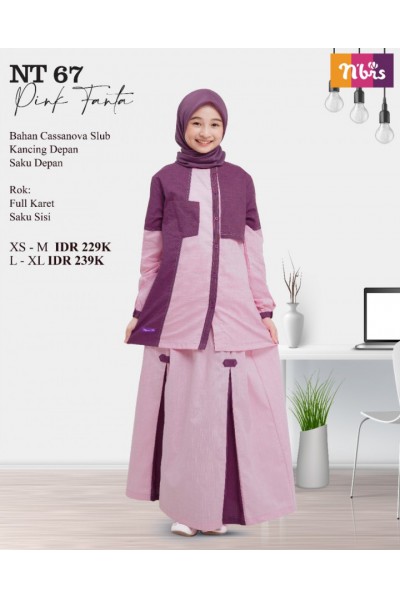 NT 67
Pink Fanta
Nbrs
Bahan Cassanova Slub
Kancing Depan
Saku Depan
Rok:
Full Karet
Saku Sisi
XS - M IDR 229K
L - XL IDR 239K